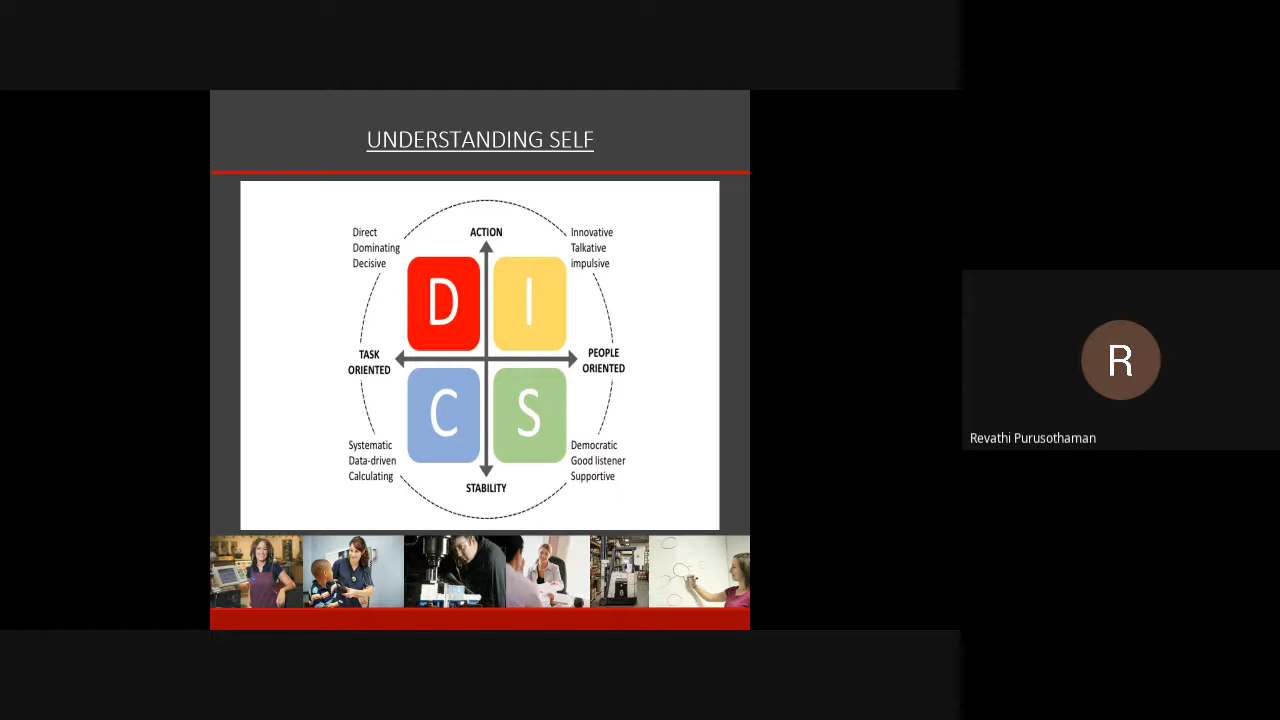 UNDERSTANDING SELF
Direct
Dominating
Decisive
ACTION
Innovative
Talkative
impulsive
D
I
TASK
ORIENTED
PEOPLE
ORIENTED
C
S
Systematic
Data-driven
Calculating
Democratic
Good listener
Supportive
STABILITY
R
Revathi Purusothaman